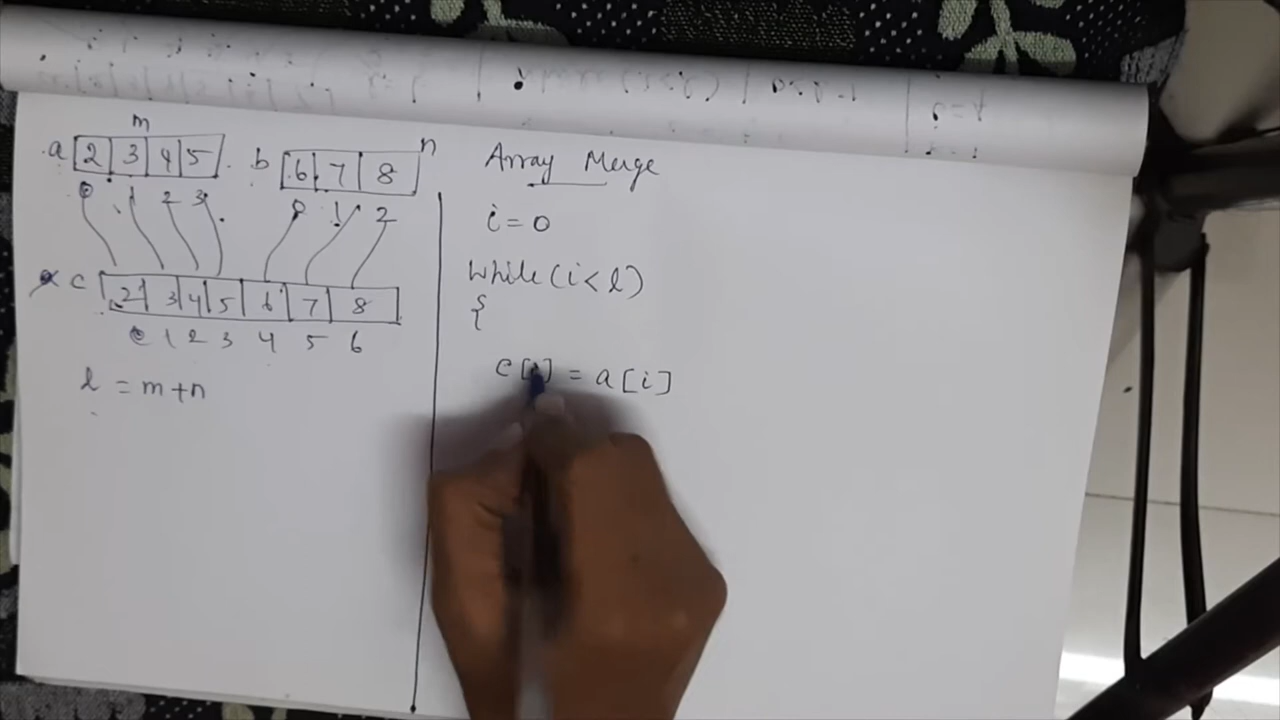 m
a 2 3 4 5
0 1 2 3
b 6 7 8 n
0 1 2
c 2 3 4 5 6 7 8
0 1 2 3 4 5 6
l = m+n
Array Merge
i = 0
while (i < l)
{
c[i] = a[i]